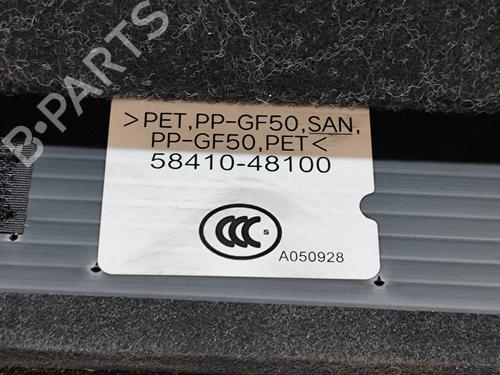 B-PARTS
>PET,PP-GF50,SAN,
PP-GF50,PET<
58410-48100
CCC
S
A050928